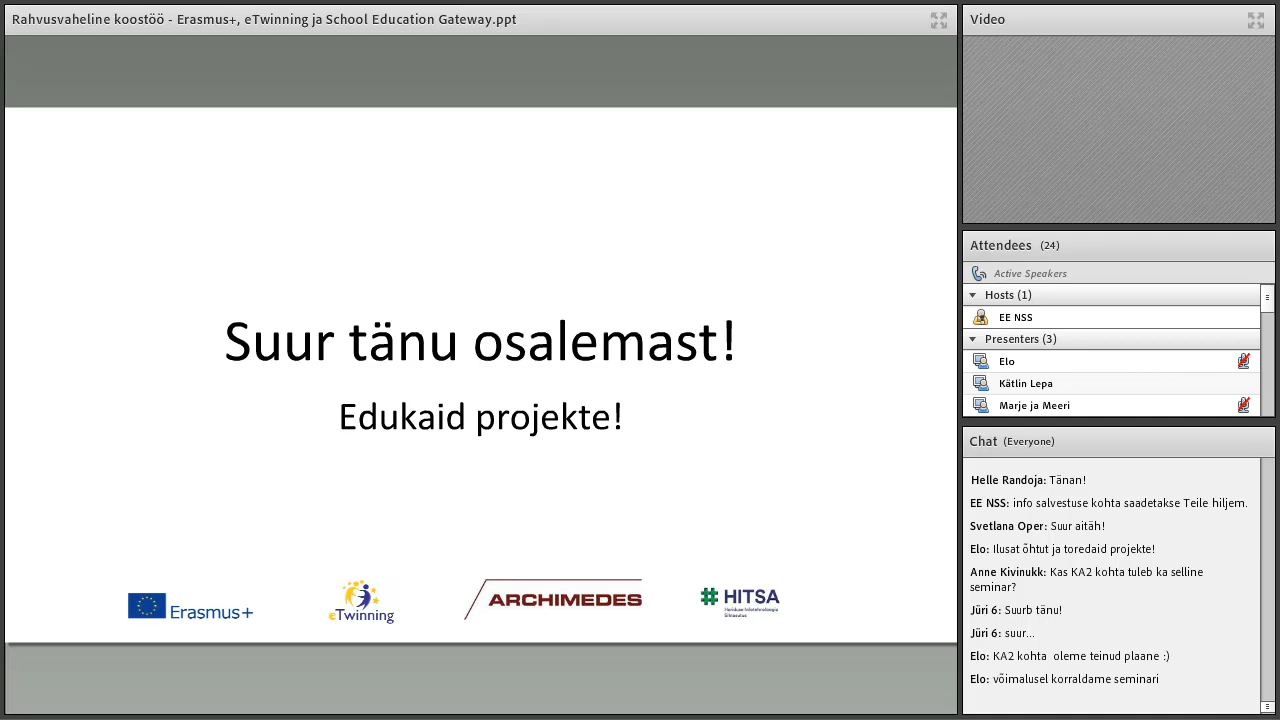 Rahvusvaheline koostöö - Erasmus+, eTwinning ja School Education Gateway.ppt
Suur tänu osalemast!
Edukaid projekte!
Erasmus+
eTwinning
ARCHIMEDES
HITSA
Hariduse Infotehnoloogia
Sihtasutus
Video
Attendees (24)
Active Speakers
Hosts (1)
EE NSS
Presenters (3)
Elo
Kätlin Lepa
Marje ja Meeri
Chat (Everyone)
Helle Randoja: Tänan!
EE NSS: info salvestuse kohta saadetakse Teile hiljem.
Svetlana Oper: Suur aitäh!
Elo: Ilusat õhtut ja toredaid projekte!
Anne Kivinukk: Kas KA2 kohta tuleb ka selline
seminar?
Jüri 6: Suurb tänu!
Jüri 6: suur...
Elo: KA2 kohta  oleme teinud plaane :)
Elo: võimalusel korraldame seminari